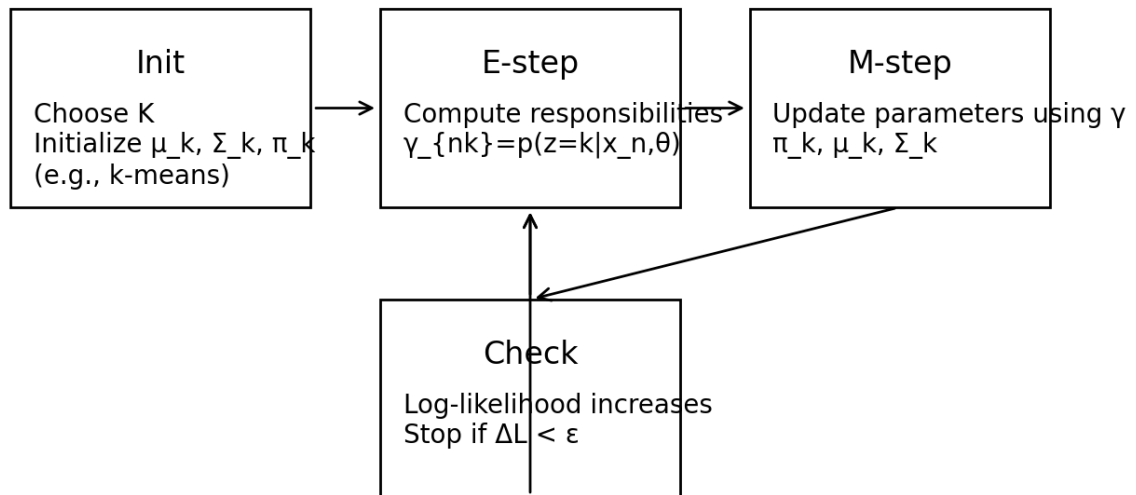 Init
Choose K
Initialize μ_k, Σ_k, π_k
(e.g., k-means)
E-step
Compute responsibilities
γ_{nk}=p(z=k|x_n,θ)
M-step
Update parameters using γ
π_k, μ_k, Σ_k
Check
Log-likelihood increases
Stop if ΔL < ε